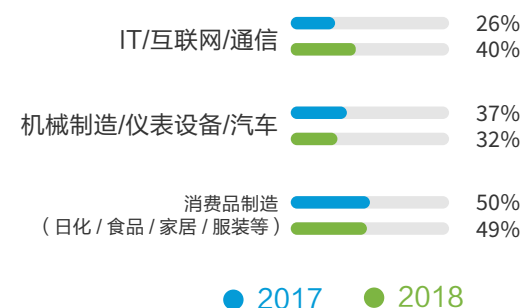 IT/互联网/通信
26%
40%
机械制造/仪表设备/汽车
37%
32%
消费品制造
（ 日化 / 食品 / 家居 / 服装等 ）
50%
49%
2017 2018